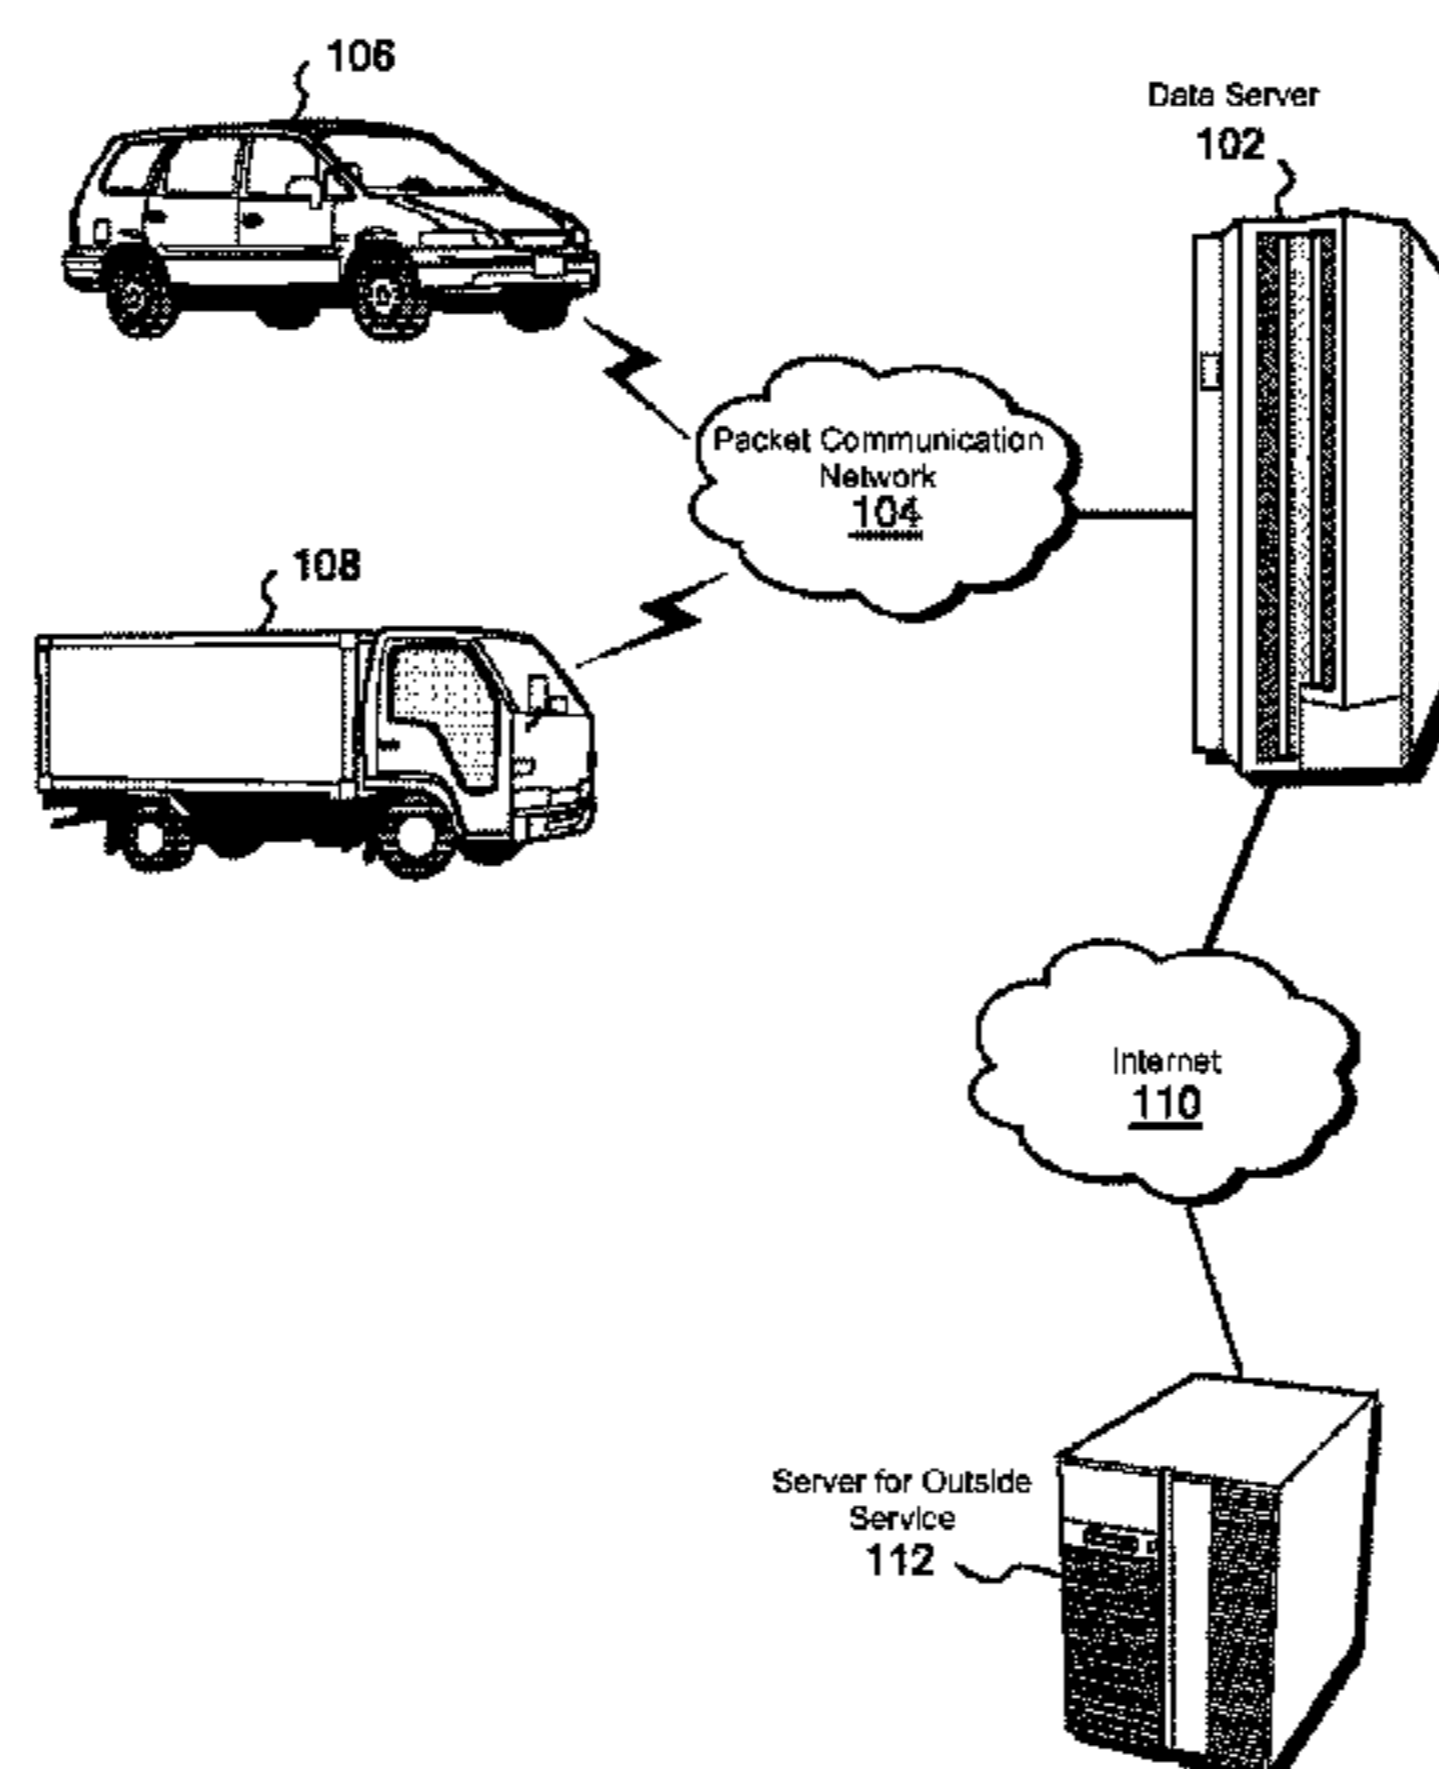 106
Data Server
102
Packet Communication
Network
104
108
Internet
110
Server for Outside
Service
112